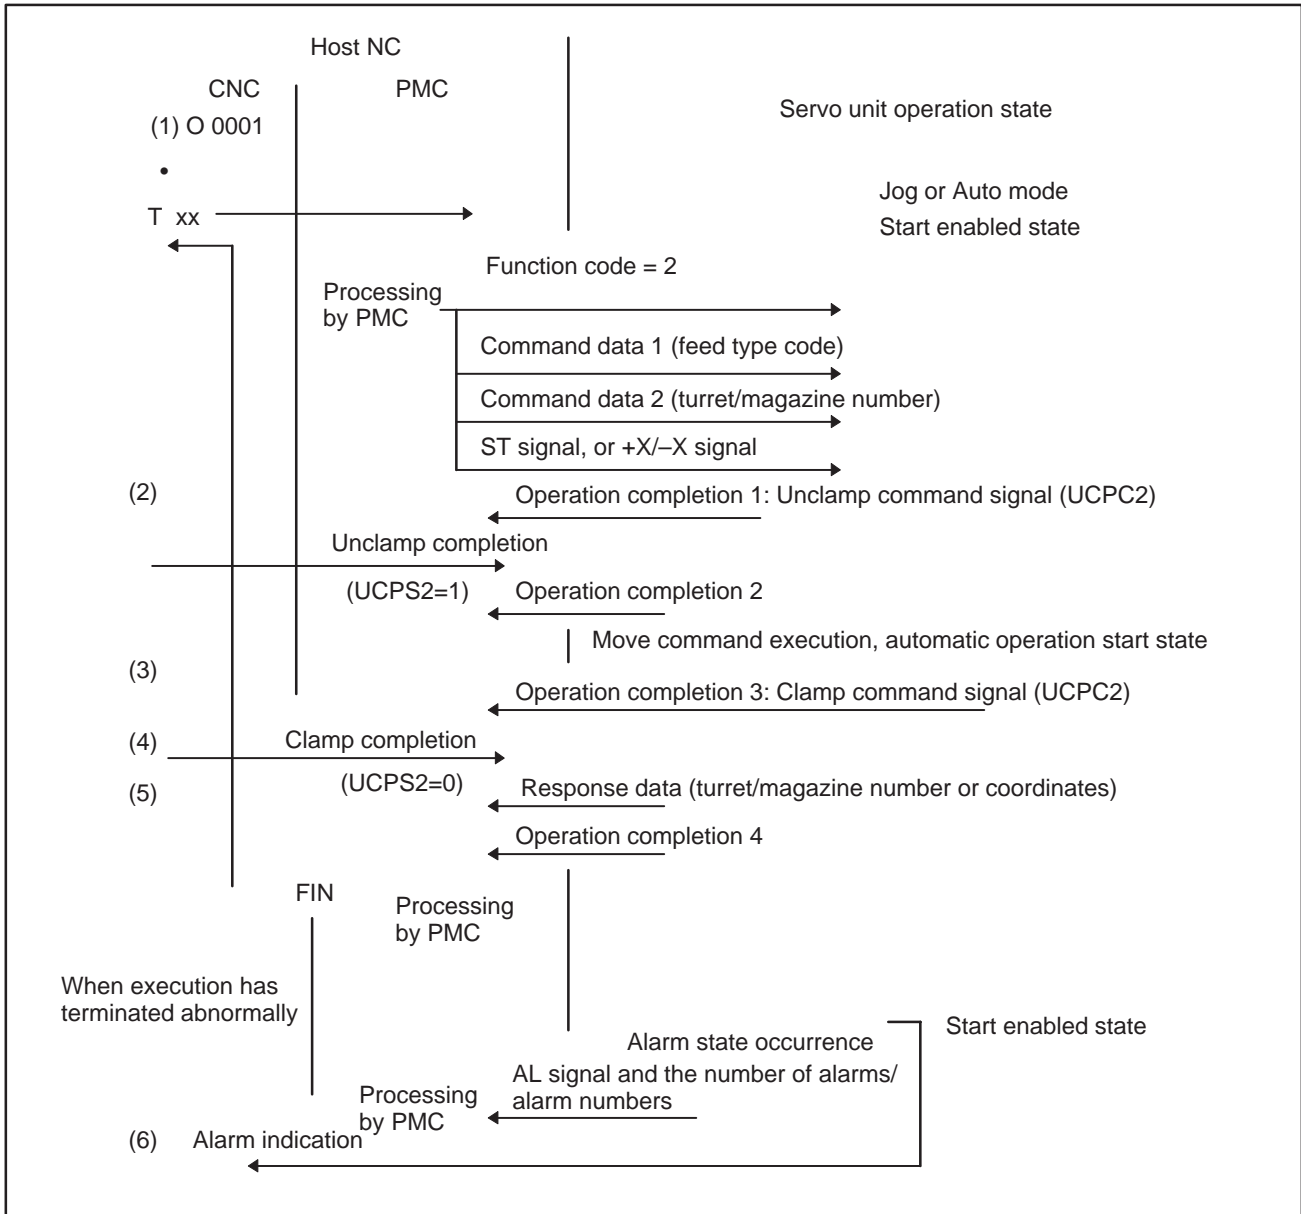 Host NC
CNC
PMC
Servo unit operation state
(1) O 0001
•
Jog or Auto mode
T xx
Start enabled state
Function code = 2
Processing
by PMC
Command data 1 (feed type code)
Command data 2 (turret/magazine number)
ST signal, or +X/–X signal
(2)
Operation completion 1: Unclamp command signal (UCPC2)
Unclamp completion
(UCPS2=1)
Operation completion 2
Move command execution, automatic operation start state
(3)
Operation completion 3: Clamp command signal (UCPC2)
(4)
Clamp completion
(UCPS2=0)
(5)
Response data (turret/magazine number or coordinates)
Operation completion 4
FIN
Processing
by PMC
When execution has
terminated abnormally
Start enabled state
Alarm state occurrence
AL signal and the number of alarms/
alarm numbers
Processing
by PMC
(6)
Alarm indication